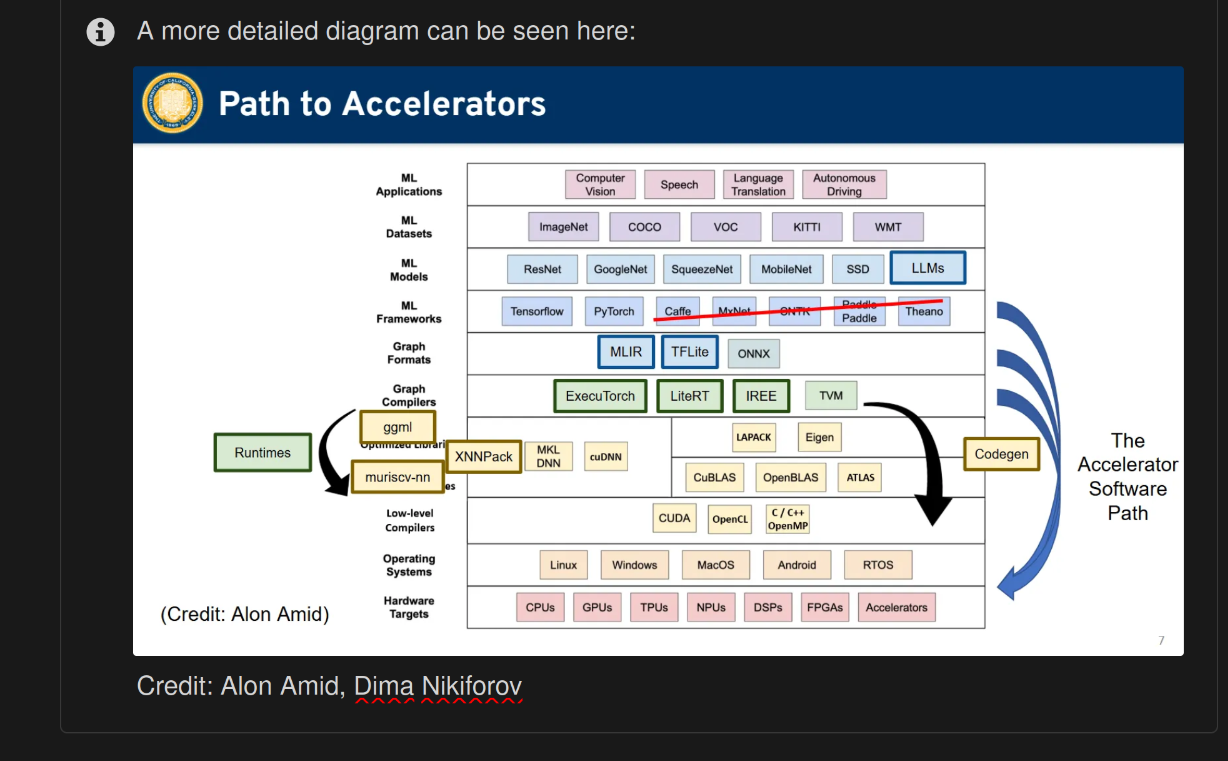 A more detailed diagram can be seen here:
Path to Accelerators
ML
Applications
Computer
Vision
Speech
Language
Translation
Autonomous
Driving
ML
Datasets
ImageNet
COCO
VOC
KITTI
WMT
ML
Models
ResNet
GoogleNet
SqueezeNet
MobileNet
SSD
LLMs
ML
Frameworks
Tensorflow
PyTorch
Caffe
MxNet
CNTK
Paddle
Paddle
Theano
Graph
Formats
MLIR
TFLite
ONNX
Graph
Compilers
ExecuTorch
LiteRT
IREE
TVM
Runtimes
ggml
muriscv-nn
XNNPack
MKL
DNN
cuDNN
LAPACK
Eigen
CuBLAS
OpenBLAS
ATLAS
Codegen
The
Accelerator
Software
Path
Low-level
Compilers
CUDA
OpenCL
C / C++
OpenMP
Operating
Systems
Linux
Windows
MacOS
Android
RTOS
Hardware
Targets
CPUs
GPUs
TPUs
NPUs
DSPs
FPGAs
Accelerators
(Credit: Alon Amid)
7
Credit: Alon Amid, Dima Nikiforov